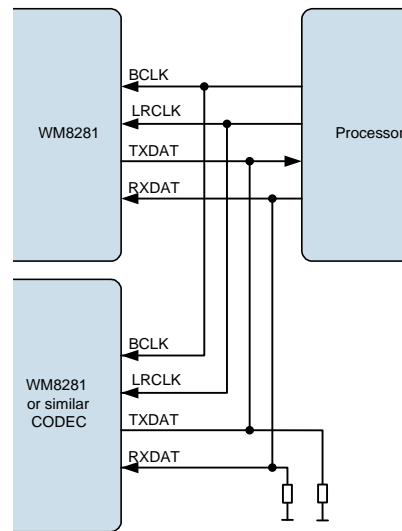 BCLK
LRCLK
WM8281
Processor
TXDAT
RXDAT
BCLK
LRCLK
WM8281
or similar
CODEC
TXDAT
RXDAT